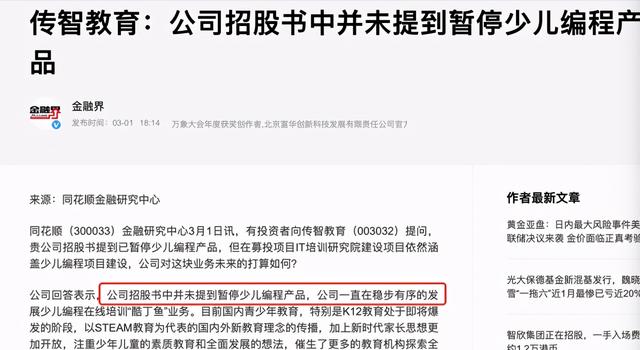 传智教育：公司招股书中并未提到暂停少儿编程产
品
金融界
金融界
发布时间：03-01 18:14 万象大会年度获奖创作者,北京富华创新科技发展有限责任公司官
来源：同花顺金融研究中心
同花顺（300033）金融研究中心3月1日讯，有投资者向传智教育（003032）提问，
贵公司招股书提到已暂停少儿编程产品，但在募投项目IT培训研究院建设项目依然涵
盖少儿编程项目建设，公司对这块业务未来的打算如何？
公司回答表示，公司招股书中并未提到暂停少儿编程产品，公司一直在稳步有序的发
展少儿编程在线培训“酷丁鱼”业务。目前国内青少年教育，特别是K12教育处于即将爆
发的阶段，以STEAM教育为代表的国内外新教育理念的传播，加上新时代家长思想更
加开放，注重少年儿童的素质教育和全面发展的想法，催生了更多的教育机构探索全
作者最新文章
黄金亚盘：日内最大风险事件美
联储决议来袭 金价面临正真考验
光大保德基金新混基发行，魏晓
雪“一拖六”近1月最惨已亏近20%
智欣集团正在招股，一手入场费
约1.2万港币